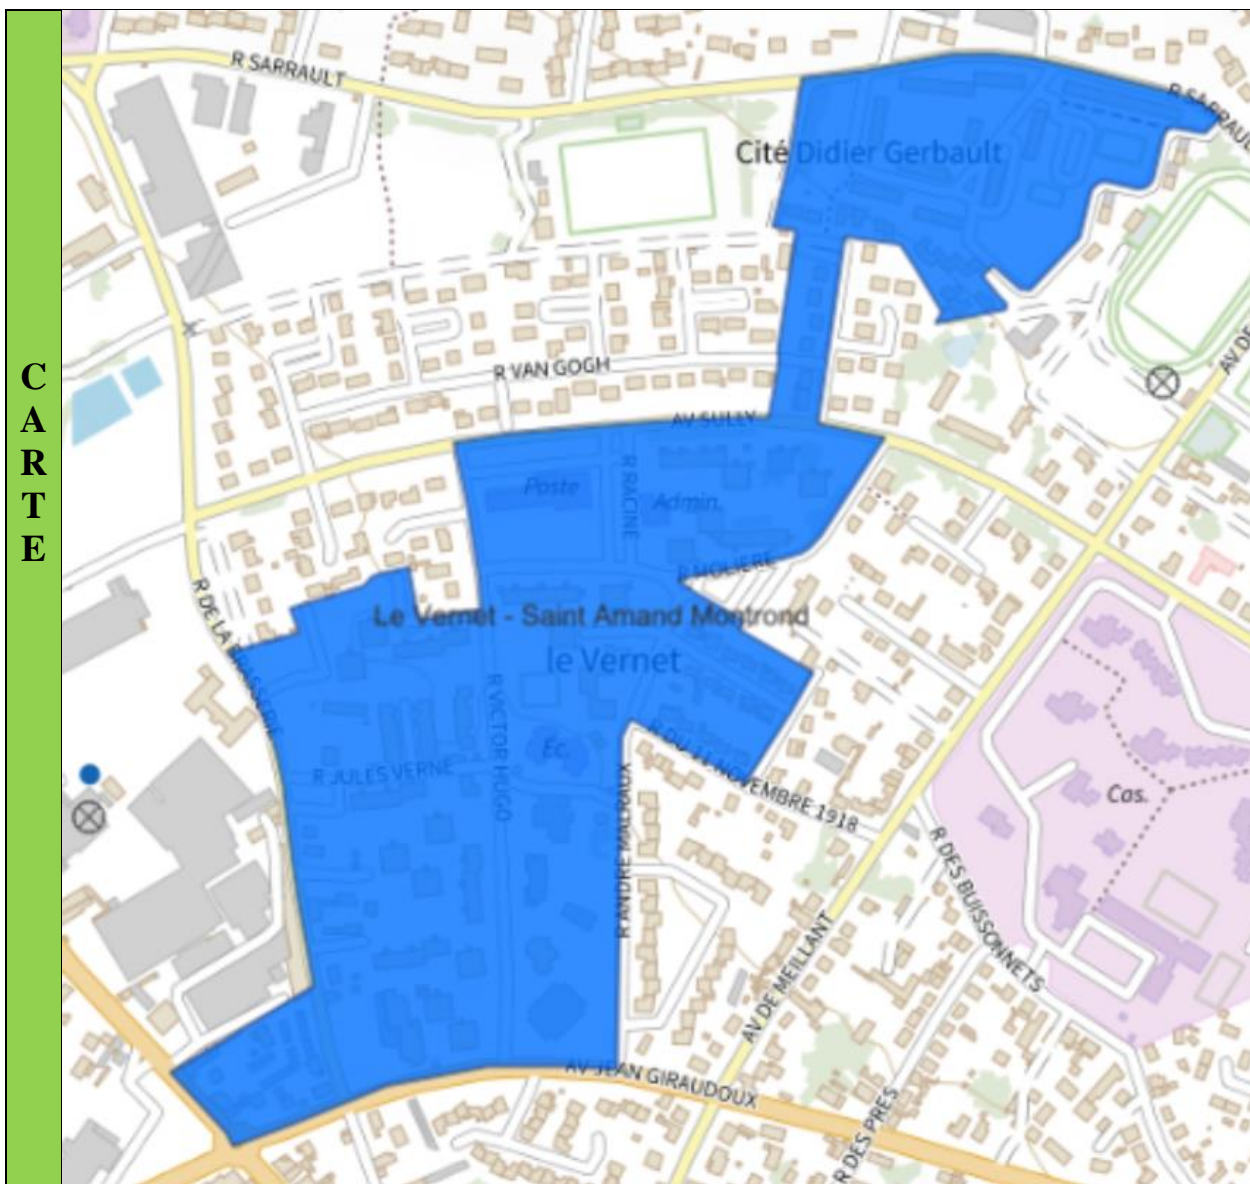 C
A
R
T
E
R SARRAULT
R SARRAUL
Cité Didier Gerbault
R VAN GOGH
AV DE
AV SULLY
Poste
R RACINE
Admin.
R MOLIERE
R DE LA BRASSERIE
Le Vernet - Saint Amand Montrond
le Vernet
R VICTOR HUGO
Ec.
R DU 11 NOVEMBRE 1918
R JULES VERNE
R ANDRE MALRAUX
Cas.
R DES BUISSONNETS
AV DE MEILLANT
AV JEAN GIRAUDOUX
R DES PRES